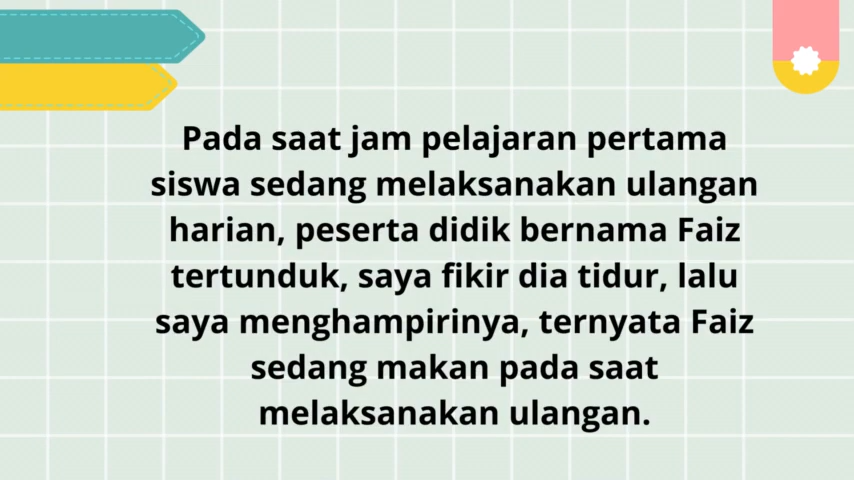 Pada saat jam pelajaran pertama
siswa sedang melaksanakan ulangan
harian, peserta didik bernama Faiz
tertunduk, saya fikir dia tidur, lalu
saya menghampirinya, ternyata Faiz
sedang makan pada saat
melaksanakan ulangan.